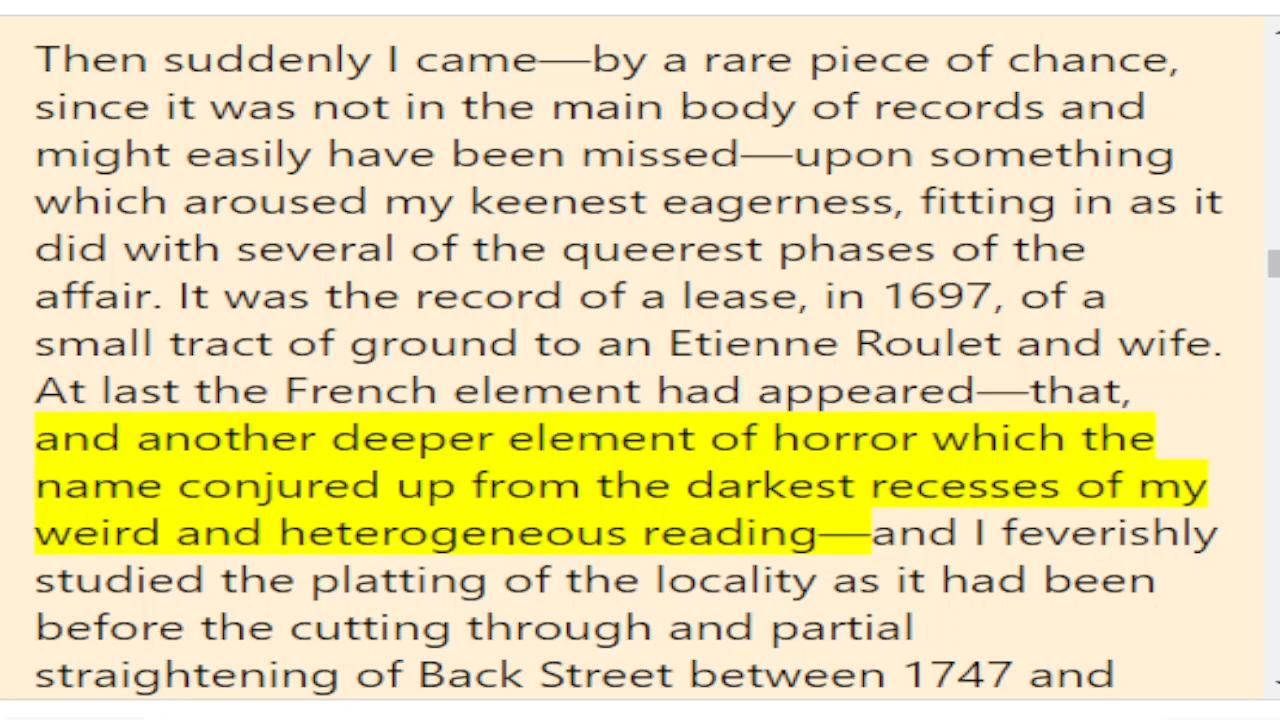 Then suddenly I came—by a rare piece of chance,
since it was not in the main body of records and
might easily have been missed—upon something
which aroused my keenest eagerness, fitting in as it
did with several of the queerest phases of the
affair. It was the record of a lease, in 1697, of a
small tract of ground to an Etienne Roulet and wife.
At last the French element had appeared—that,
and another deeper element of horror which the
name conjured up from the darkest recesses of my
weird and heterogeneous reading—and I feverishly
studied the platting of the locality as it had been
before the cutting through and partial
straightening of Back Street between 1747 and